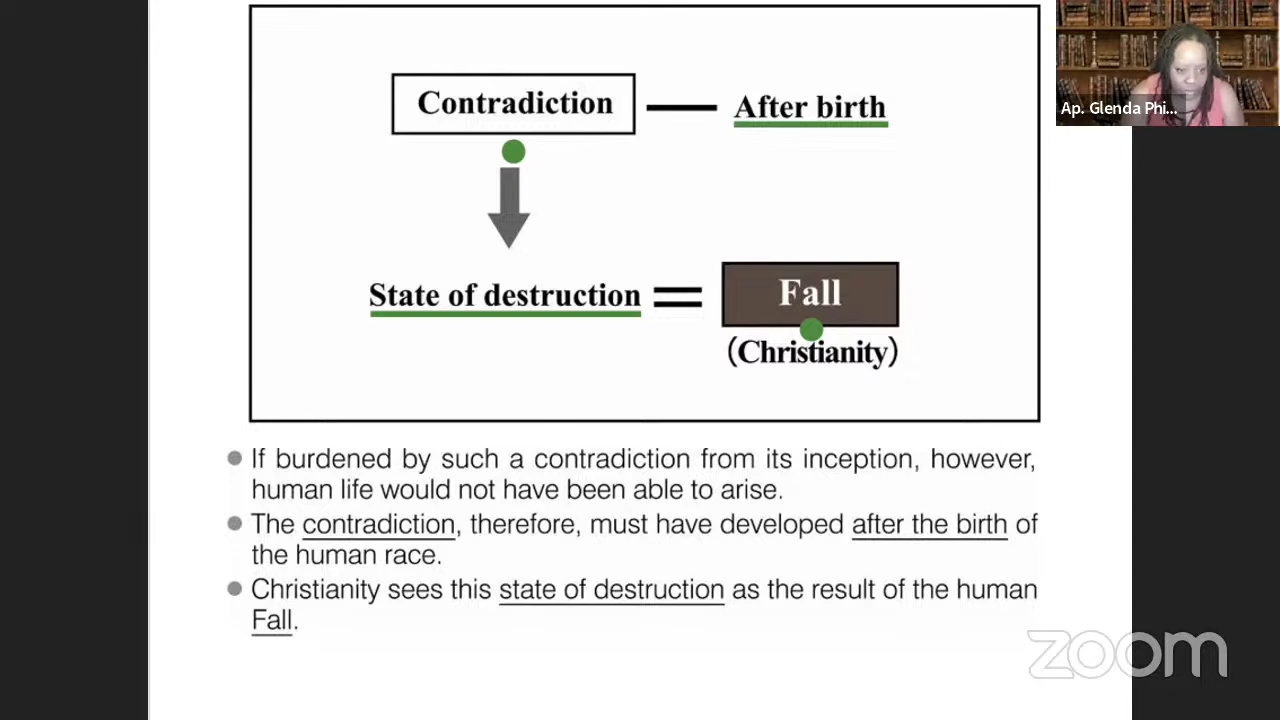 Contradiction
After birth
State of destruction
Fall
(Christianity)
Ap. Glenda Phi...
If burdened by such a contradiction from its inception, however,
human life would not have been able to arise.
The contradiction, therefore, must have developed after the birth of
the human race.
Christianity sees this state of destruction as the result of the human
Fall.
zoom